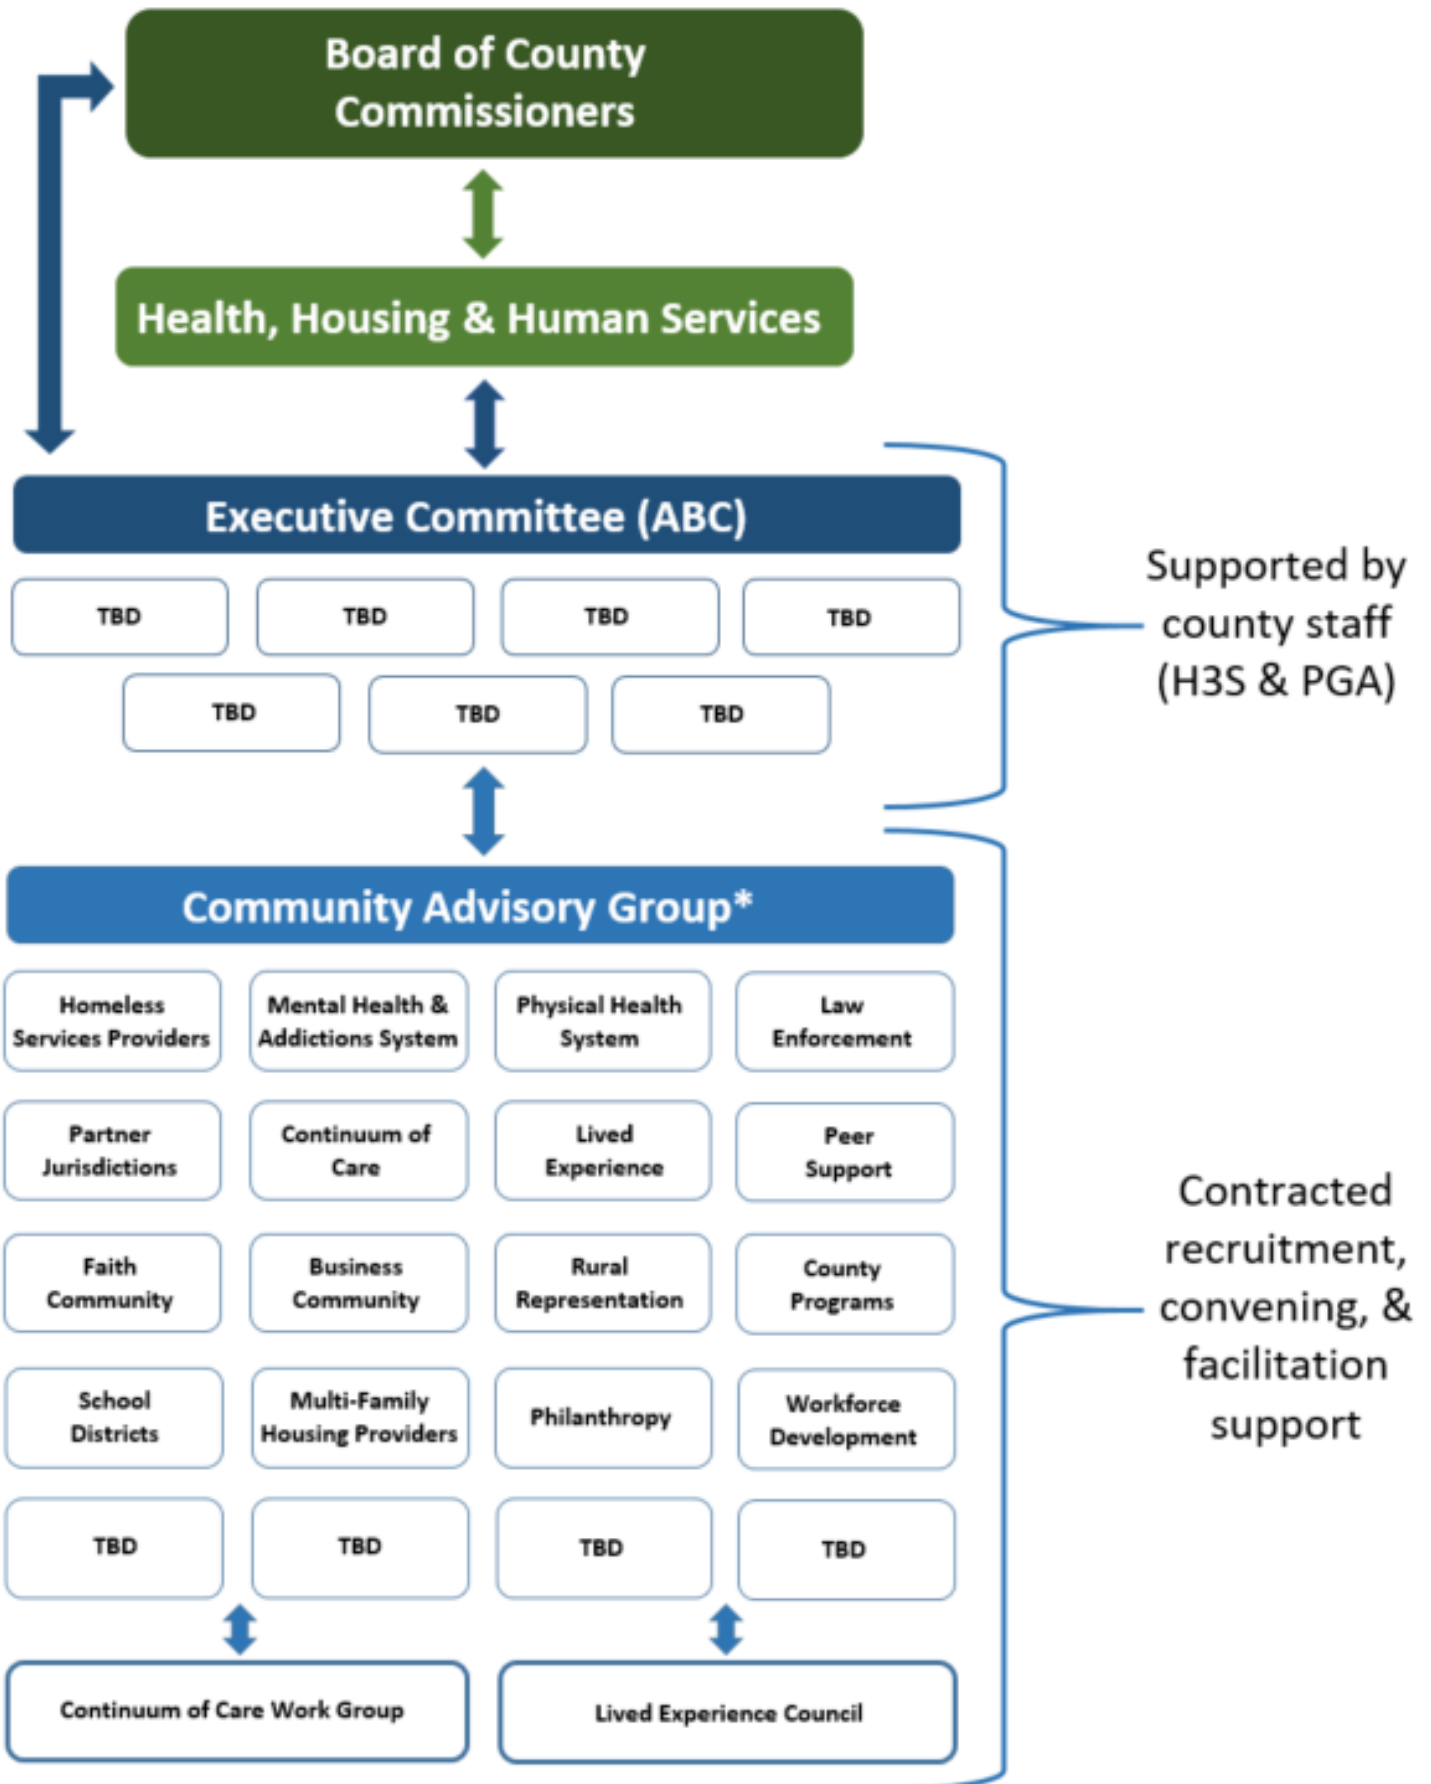 Board of County
Commissioners
Health, Housing & Human Services
Executive Committee (ABC)
TBD
TBD
TBD
TBD
TBD
TBD
TBD
Supported by
county staff
(H3S & PGA)
Community Advisory Group*
Homeless
Services Providers
Mental Health &
Addictions System
Physical Health
System
Law
Enforcement
Partner
Jurisdictions
Continuum of
Care
Lived
Experience
Peer
Support
Faith
Community
Business
Community
Rural
Representation
County
Programs
School
Districts
Multi-Family
Housing Providers
Philanthropy
Workforce
Development
TBD
TBD
TBD
TBD
Continuum of Care Work Group
Lived Experience Council
Contracted
recruitment,
convening, &
facilitation
support